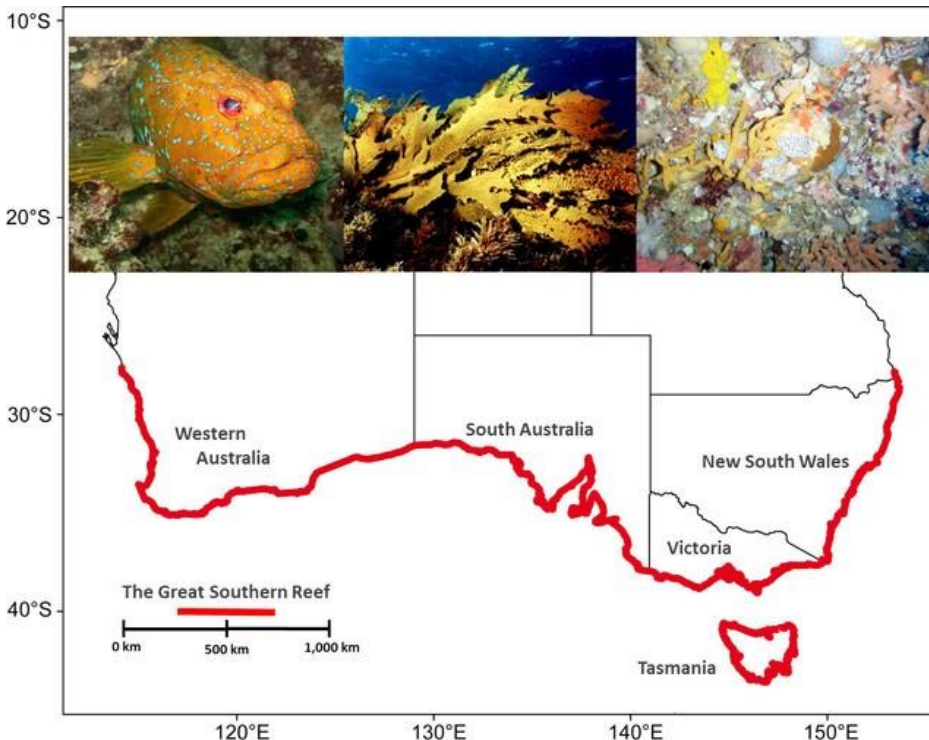 10°S
20°S
30°S
40°S
Western
Australia
South Australia
New South Wales
Victoria
Tasmania
The Great Southern Reef
0 km
500 km
1,000 km
120°E
130°E
140°E
150°E